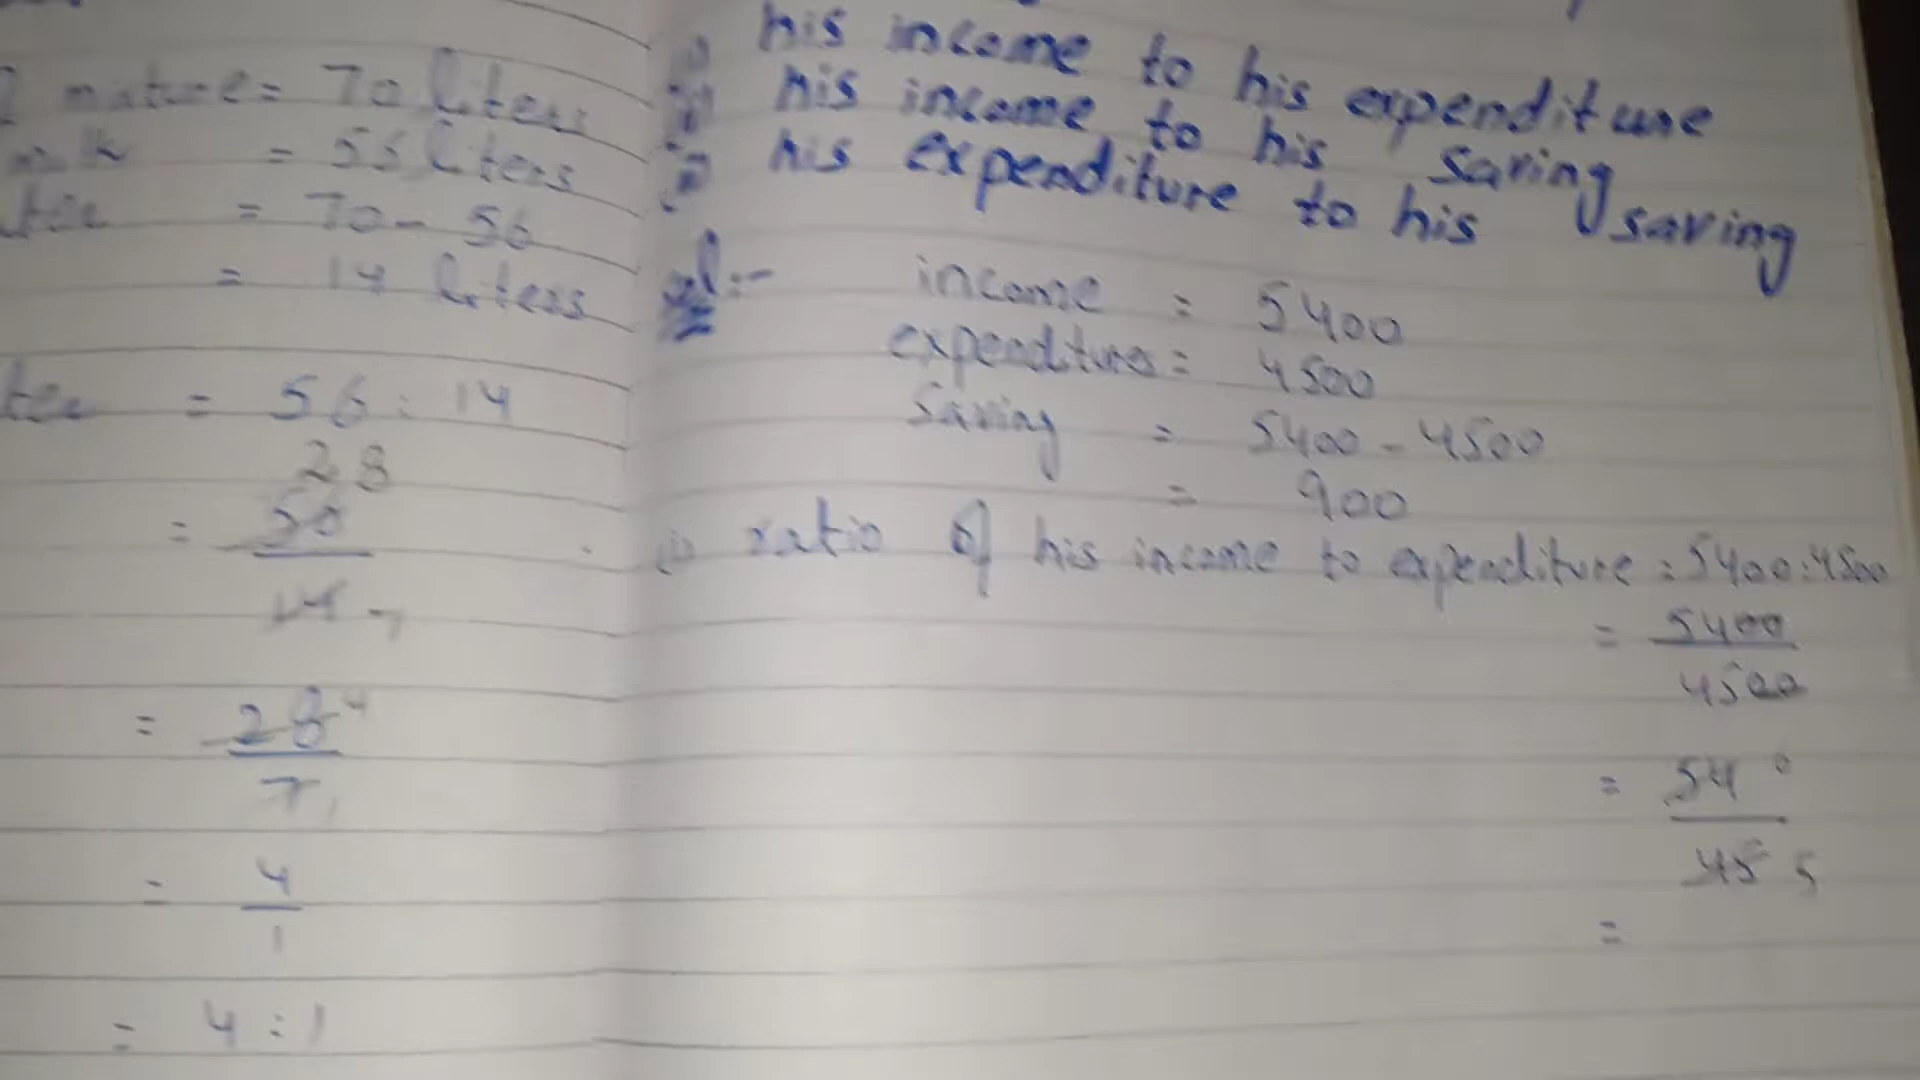 mixture = 70 liters
= 56 liters
= 70 - 56
= 14 liters
= 56 : 14
28
= 56
14 7
= 28 4
7 1
= 4
1
= 4 : 1
his income to his expenditure
his income to his saving
his expenditure to his saving
sol:-
income = 5400
expenditure = 4500
saving = 5400 - 4500
= 900
(i) ratio of his income to expenditure = 5400:4500
= 5400
4500
= 54
45 5
=